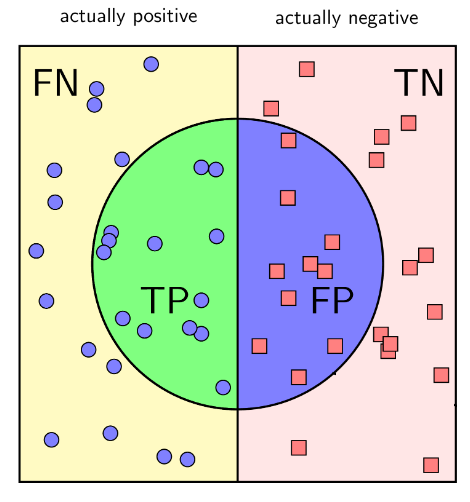 actually positive
actually negative
FN
TN
TP
FP